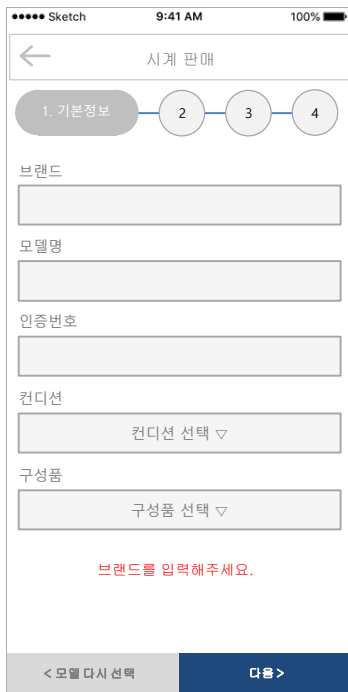 ●●●●● Sketch 9:41 AM 100%
시계 판매
1. 기본정보 2 3 4
브랜드
모델명
인증번호
컨디션
컨디션 선택 ▽
구성품
구성품 선택 ▽
브랜드를 입력해주세요.
< 모델 다시 선택 다음 >